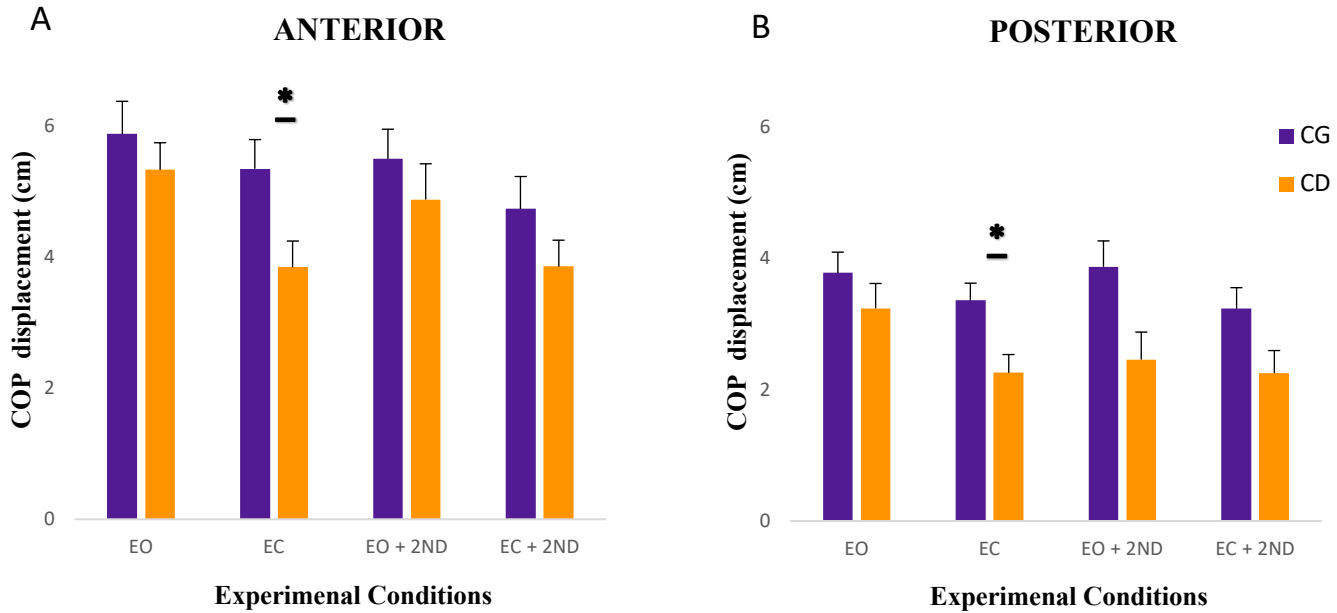 A
ANTERIOR
COP displacement (cm)
6
4
2
0
*
EO
EC
EO + 2ND
EC + 2ND
Experimenal Conditions
B
POSTERIOR
COP displacement (cm)
6
4
2
0
*
EO
EC
EO + 2ND
EC + 2ND
Experimenal Conditions
CG
CD